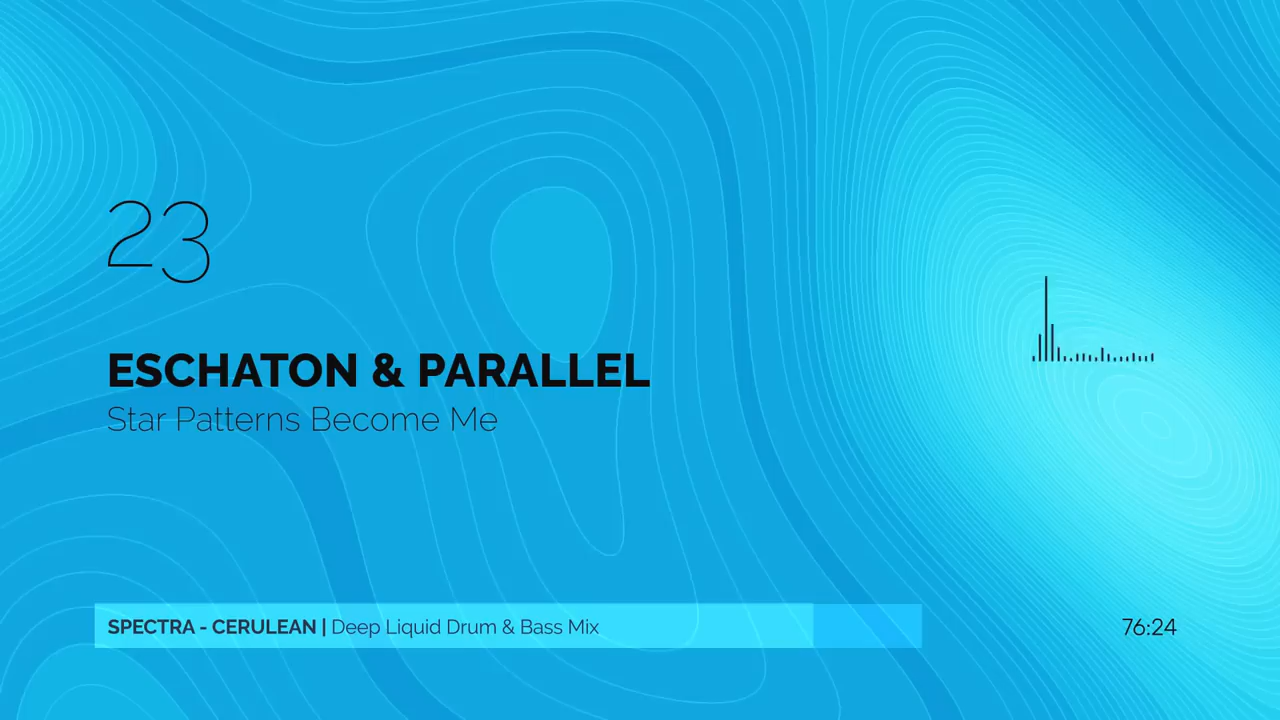 23
ESCHATON & PARALLEL
Star Patterns Become Me
SPECTRA - CERULEAN | Deep Liquid Drum & Bass Mix
76:24